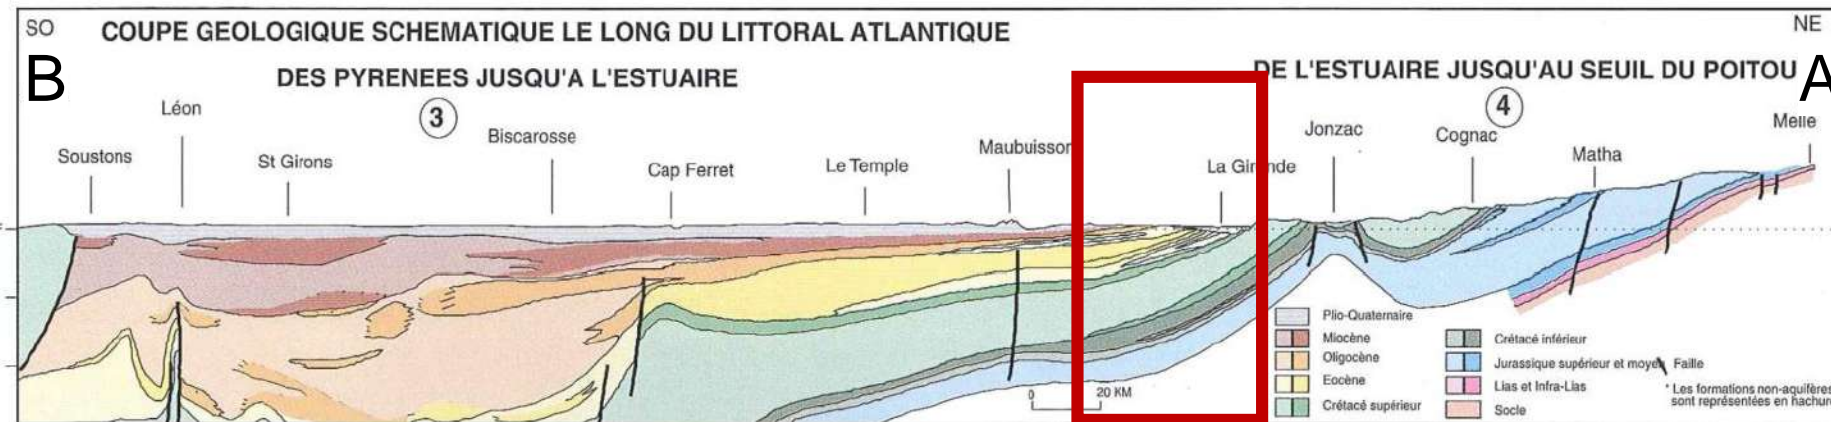 SO
NE
COUPE GEOLOGIQUE SCHEMATIQUE LE LONG DU LITTORAL ATLANTIQUE
B
DES PYRENEES JUSQU'A L'ESTUAIRE
DE L'ESTUAIRE JUSQU'AU SEUIL DU POITOU
A
3
4
Léon
Soustons
St Girons
Biscarosse
Cap Ferret
Le Temple
Maubuisson
La Gironde
Jonzac
Cognac
Matha
Melle
0 20 KM
Plio-Quaternaire
Miocène
Oligocène
Eocène
Crétacé supérieur
Crétacé inférieur
Jurassique supérieur et moyen
Lias et Infra-Lias
Socle
Faille
* Les formations non-aquifères
sont représentées en hachuré